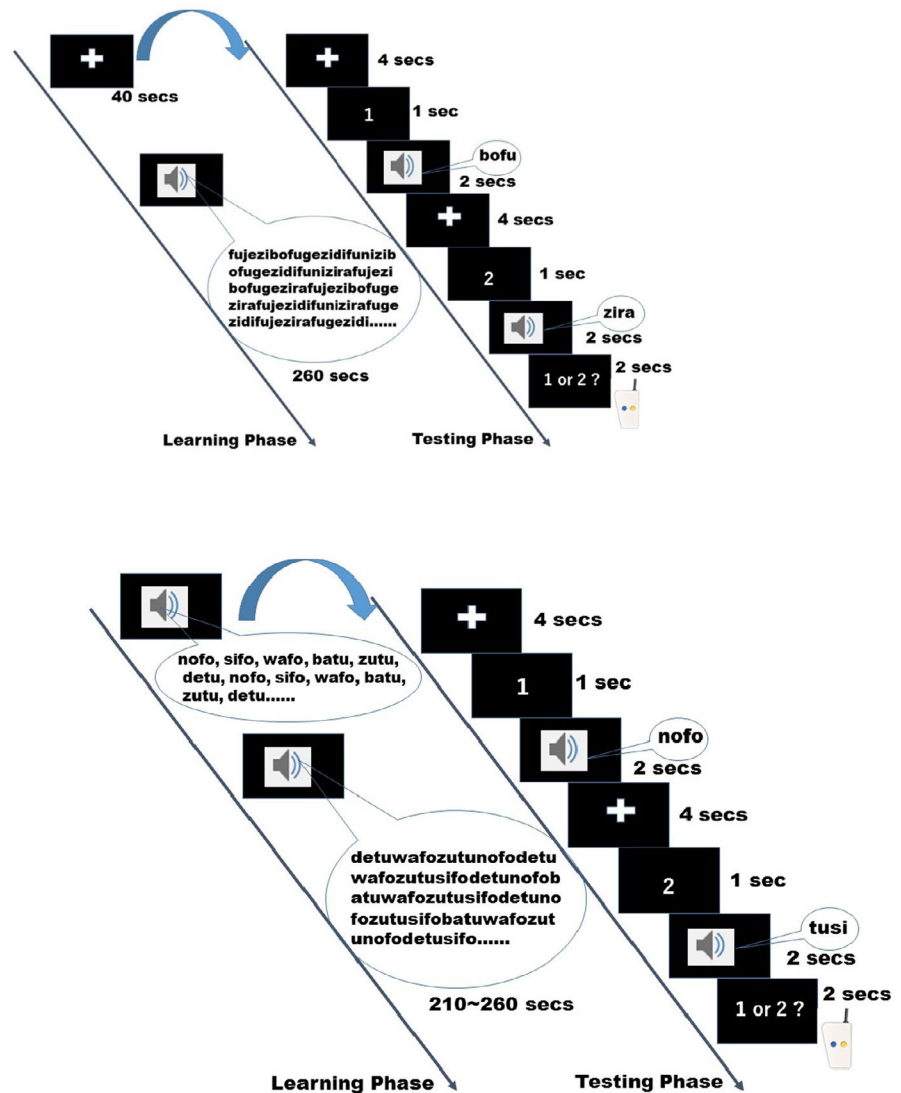 40 secs
fujezibofugezidifunizib
ofugezidifunizirafujezi
bofugezirafujezibofuge
zirafujezidifunizirafuge
zidifujezirafugezidi......
260 secs
Learning Phase
4 secs
1
1 sec
bofu
2 secs
4 secs
2
1 sec
zira
2 secs
1 or 2 ?
2 secs
Testing Phase
nofo, sifo, wafo, batu, zutu,
detu, nofo, sifo, wafo, batu,
zutu, detu......
detuwafozutunofodetu
wafozutusifodetunofob
atuwafozutusifodetuno
fozutusifobatuwafozut
unofodetusifo......
210~260 secs
Learning Phase
4 secs
1
1 sec
nofo
2 secs
4 secs
2
1 sec
tusi
2 secs
1 or 2 ?
2 secs
Testing Phase